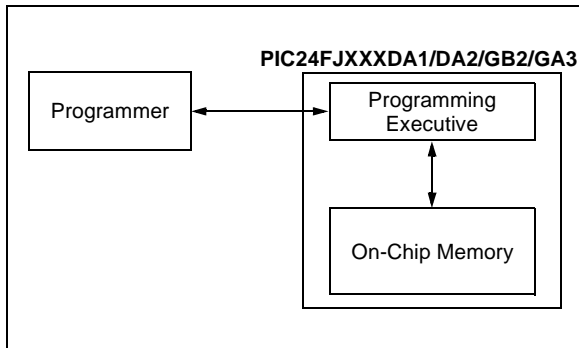 PIC24FJXXXDA1/DA2/GB2/GA3
Programmer
Programming
Executive
On-Chip Memory